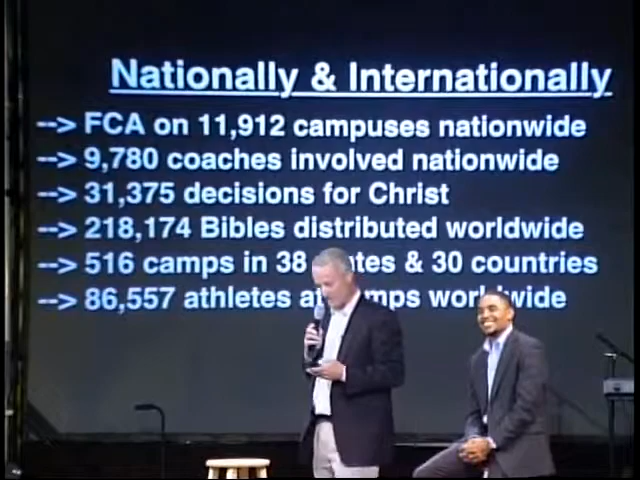 Nationally & Internationally
--> FCA on 11,912 campuses nationwide
--> 9,780 coaches involved nationwide
--> 31,375 decisions for Christ
--> 218,174 Bibles distributed worldwide
--> 516 camps in 38 & 30 countries
--> 86,557 athletes